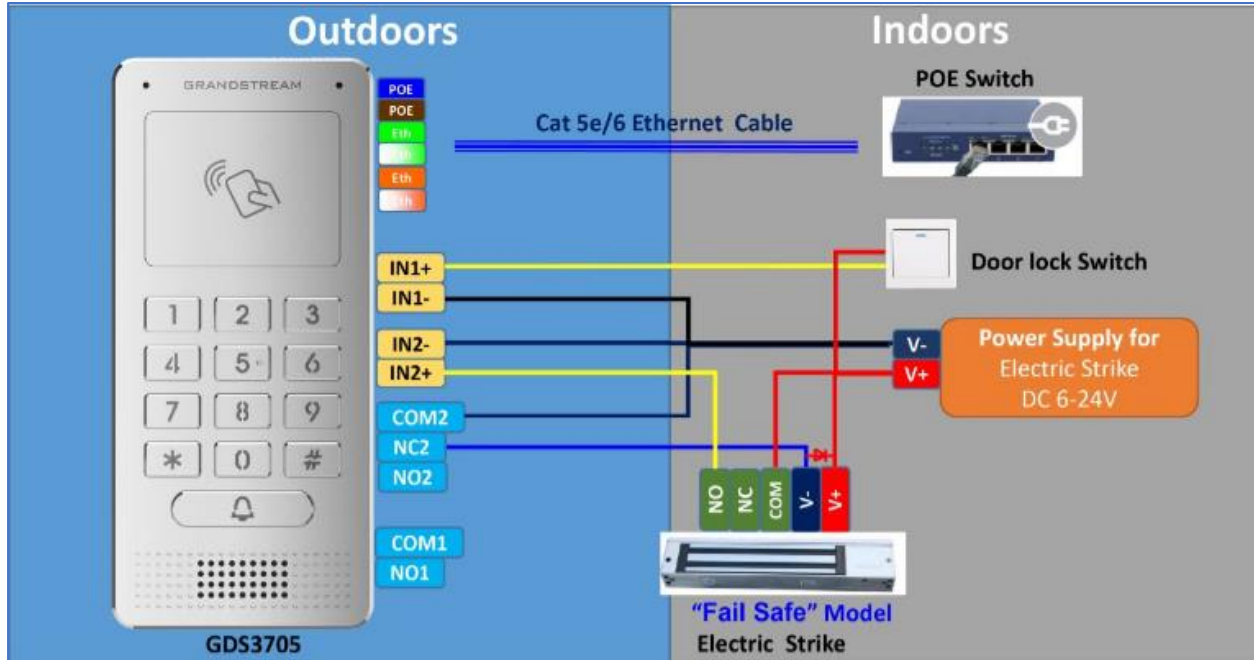 Outdoors
Indoors
GRANDSTREAM
POE
POE
Eth
Eth
Eth
Eth
Cat 5e/6 Ethernet Cable
POE Switch
IN1+
IN1-
IN2-
IN2+
COM2
NC2
NO2
COM1
NO1
1 2 3
4 5 6
7 8 9
* 0 #
GDS3705
Door lock Switch
V-
V+
Power Supply for
Electric Strike
DC 6-24V
NO
NC
COM
V-
V+
“Fail Safe” Model
Electric Strike